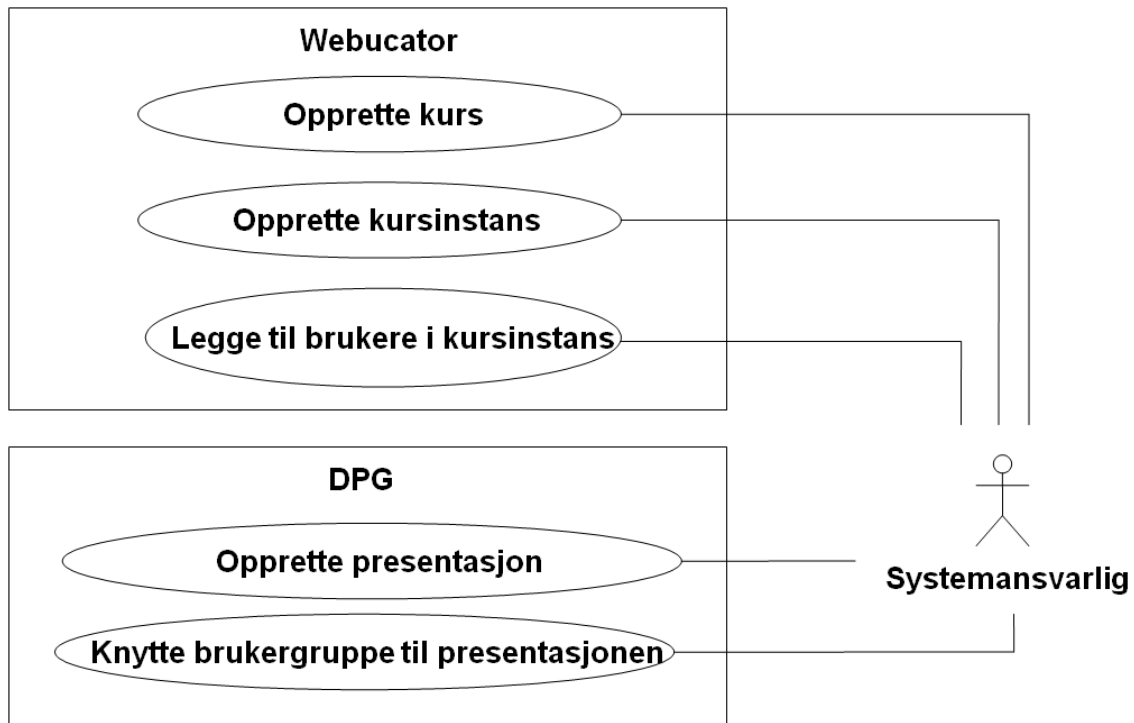 Webucator
Opprette kurs
Opprette kursinstans
Legge til brukere i kursinstans
DPG
Opprette presentasjon
Systemansvarlig
Knytte brukergruppe til presentasjonen